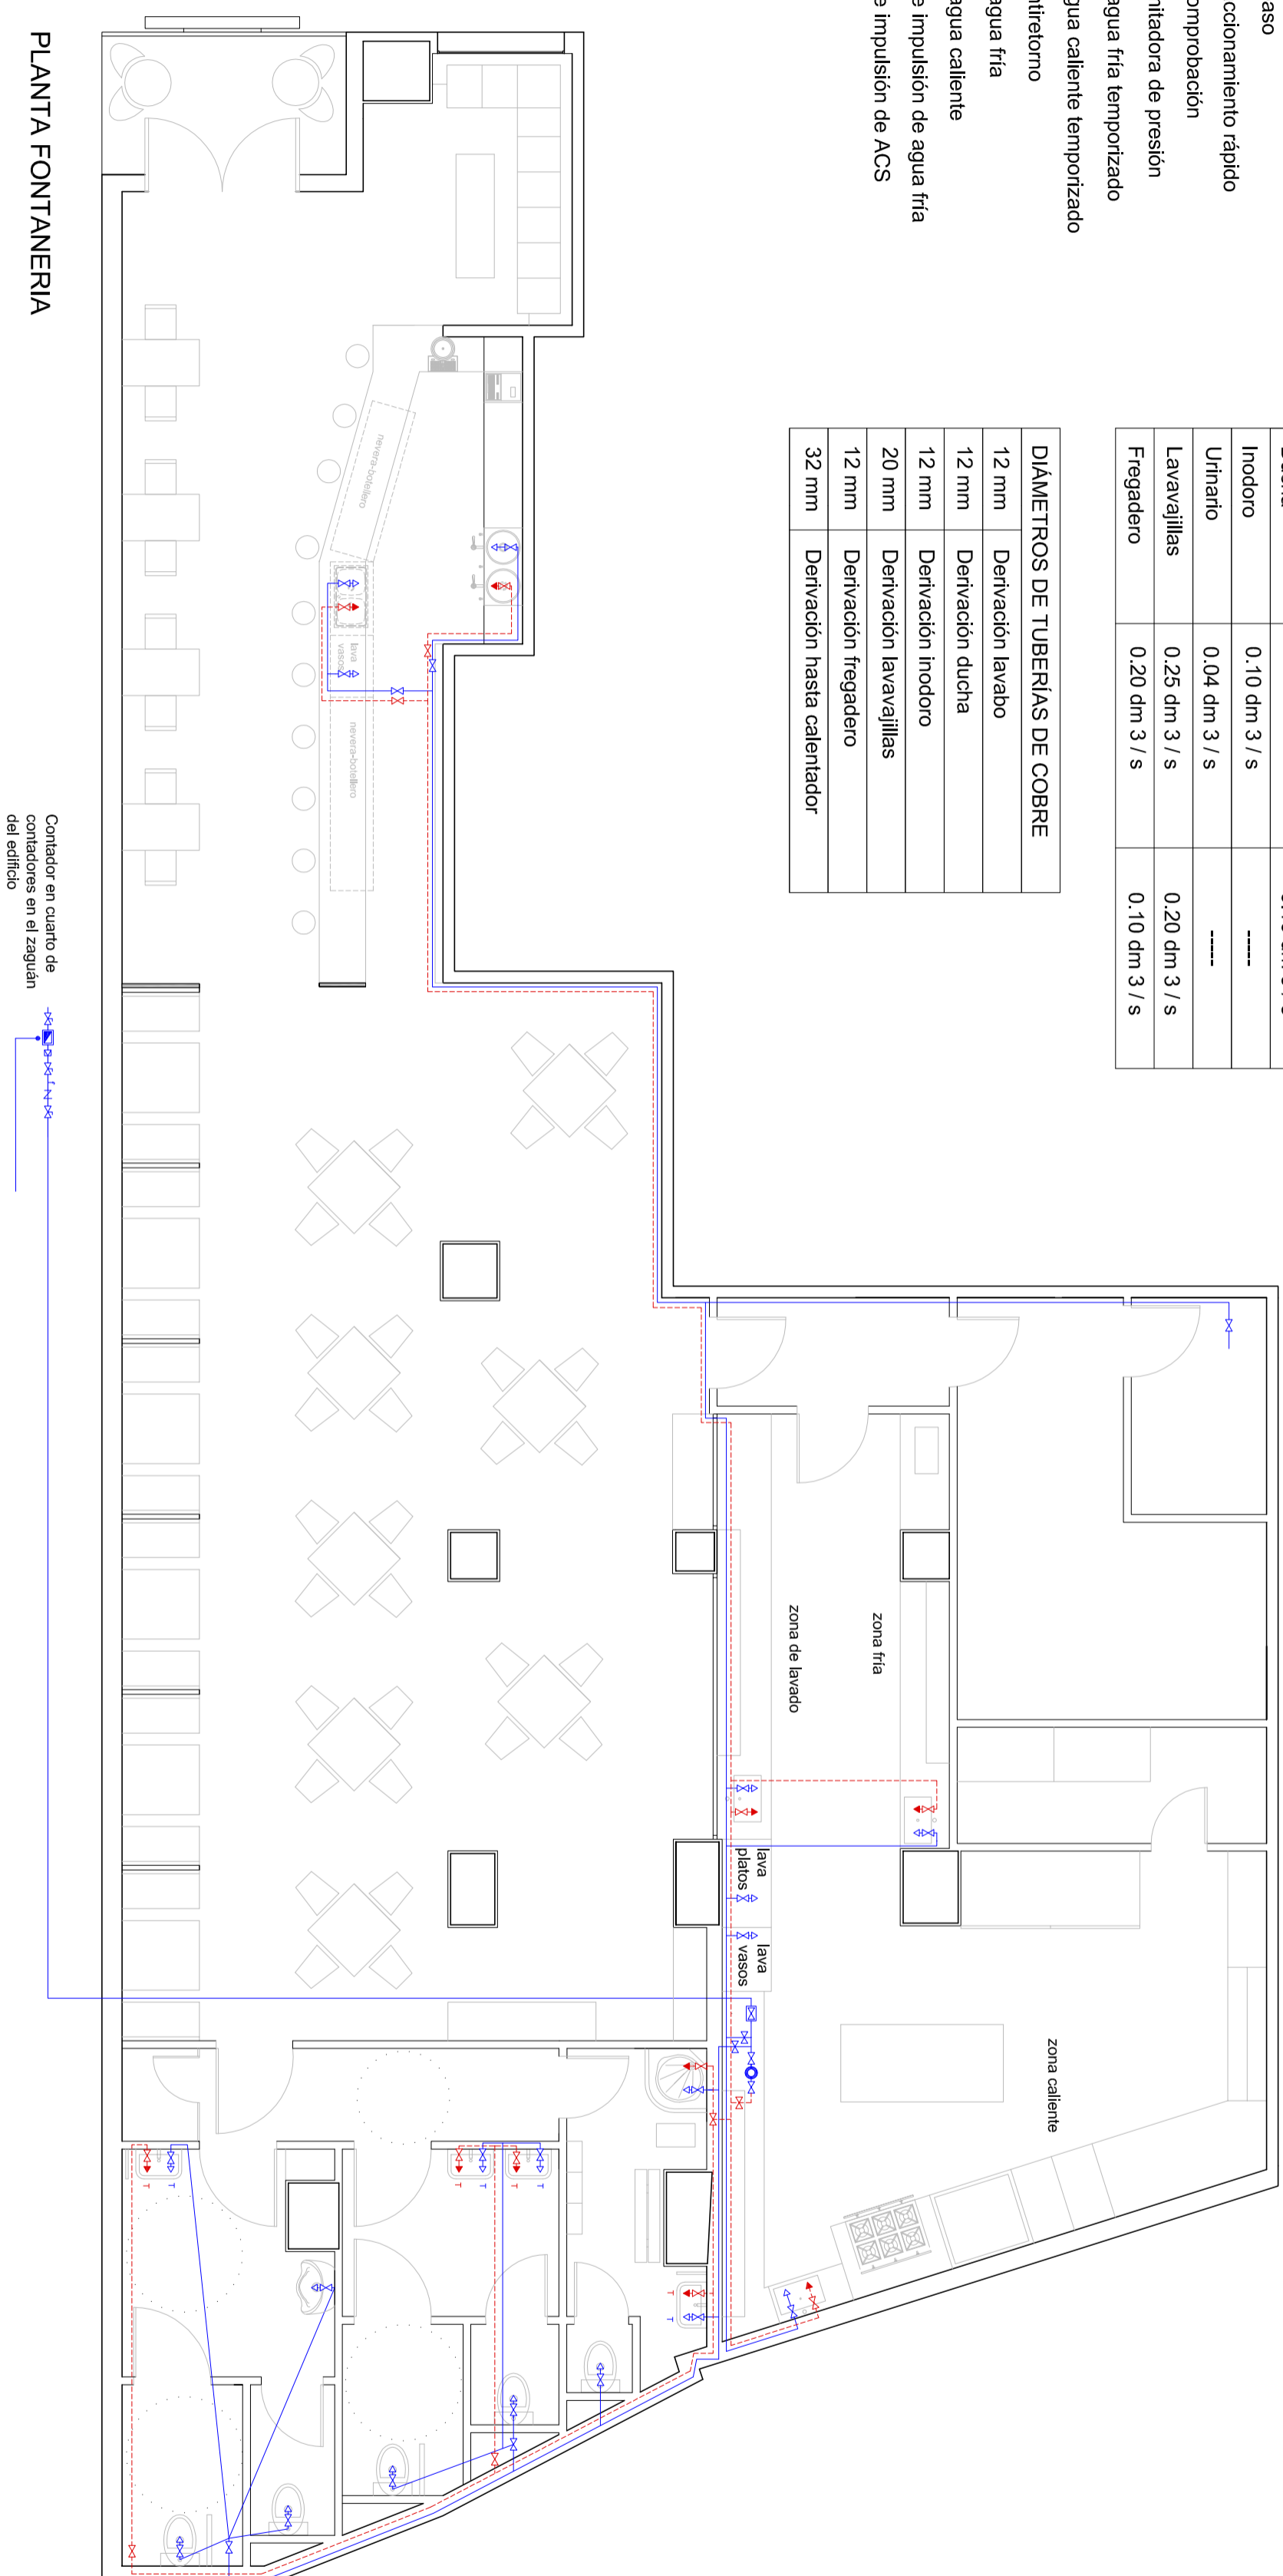 aso
ccionamiento rápido
omprobación
nitadora de presión
agua fría temporizado
gua caliente temporizado
ntiretorno
agua fría
agua caliente
e impulsión de agua fría
e impulsión de ACS
Inodoro 0.10 dm 3 / s -----
Urinario 0.04 dm 3 / s -----
Lavavajillas 0.25 dm 3 / s 0.20 dm 3 / s
Fregadero 0.20 dm 3 / s 0.10 dm 3 / s
DIÁMETROS DE TUBERÍAS DE COBRE
12 mm Derivación lavabo
12 mm Derivación ducha
12 mm Derivación inodoro
20 mm Derivación lavavajillas
12 mm Derivación fregadero
32 mm Derivación hasta calentador
zona caliente
zona fría
zona de lavado
lava
platos
lava
vasos
nevera-botellero
lava
vasos
nevera-botellero
T
T
T
T
T
T
T
T
Contador en cuarto de
contadores en el zaguán
del edificio
PLANTA FONTANERIA